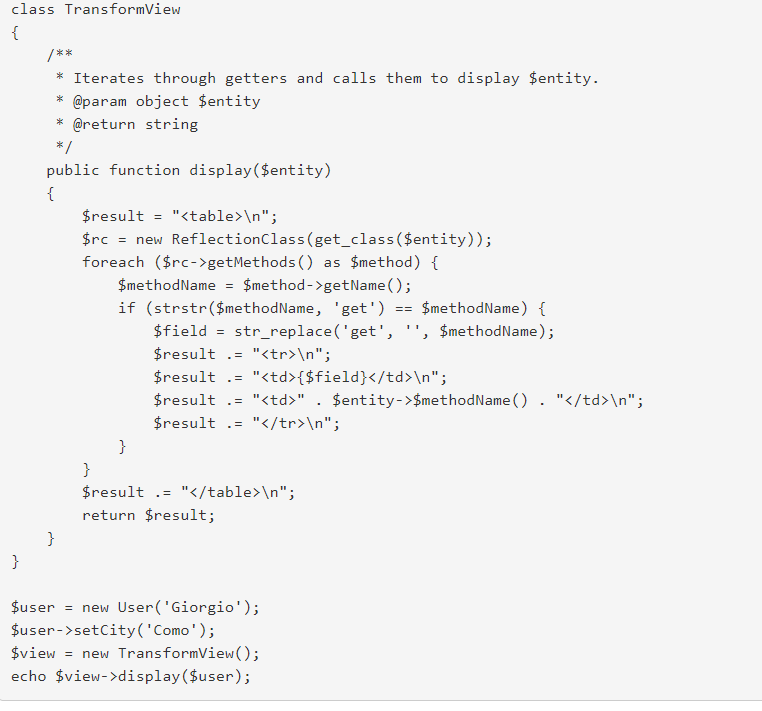 class TransformView
{
    /**
     * Iterates through getters and calls them to display $entity.
     * @param object $entity
     * @return string
     */
    public function display($entity)
    {
        $result = "<table>\n";
        $rc = new ReflectionClass(get_class($entity));
        foreach ($rc->getMethods() as $method) {
            $methodName = $method->getName();
            if (strstr($methodName, 'get') == $methodName) {
                $field = str_replace('get', '', $methodName);
                $result .= "<tr>\n";
                $result .= "<td>{$field}</td>\n";
                $result .= "<td>" . $entity->$methodName() . "</td>\n";
                $result .= "</tr>\n";
            }
        }
        $result .= "</table>\n";
        return $result;
    }
}

$user = new User('Giorgio');
$user->setCity('Como');
$view = new TransformView();
echo $view->display($user);